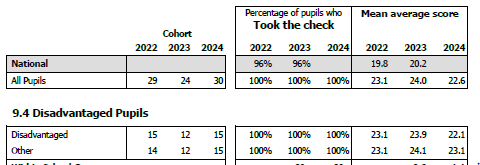 Percentage of pupils who Mean average score
Cohort Took the check
2022 2023 2024 2022 2023 2024 2022 2023 2024
National 96% 96% 19.8 20.2
All Pupils 29 24 30 100% 100% 100% 23.1 24.0 22.6
9.4 Disadvantaged Pupils
Disadvantaged 15 12 15 100% 100% 100% 23.1 23.9 22.1
Other 14 12 15 100% 100% 100% 23.1 24.1 23.1